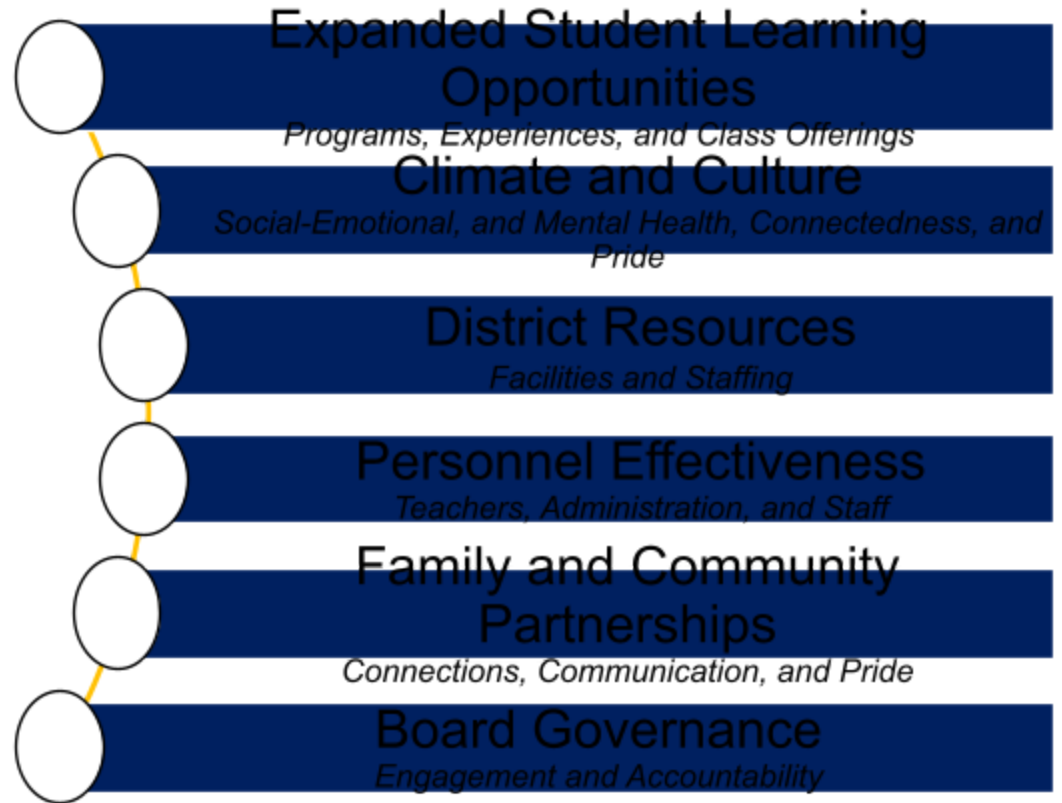 Expanded Student Learning
Opportunities
Programs, Experiences, and Class Offerings
Climate and Culture
Social-Emotional, and Mental Health, Connectedness, and
Pride
District Resources
Facilities and Staffing
Personnel Effectiveness
Teachers, Administration, and Staff
Family and Community
Partnerships
Connections, Communication, and Pride
Board Governance
Engagement and Accountability